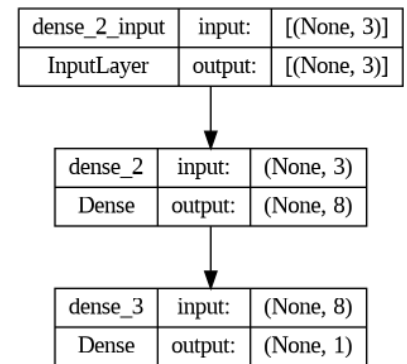 dense_2_input input: [(None, 3)]
InputLayer output: [(None, 3)]
dense_2 input: (None, 3)
Dense output: (None, 8)
dense_3 input: (None, 8)
Dense output: (None, 1)